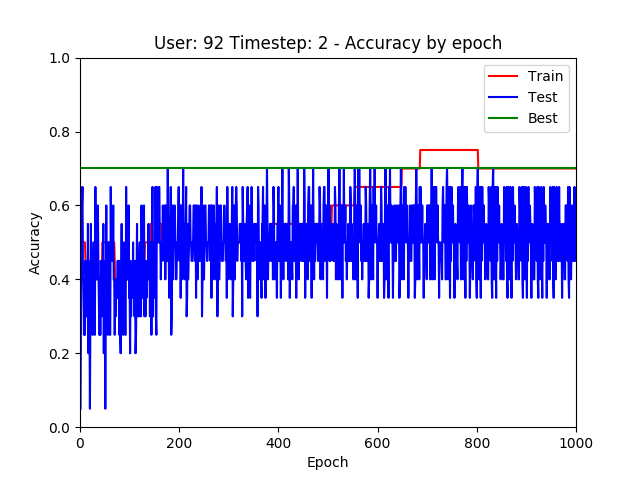 User: 92 Timestep: 2 - Accuracy by epoch
Accuracy
1.0
0.8
0.6
0.4
0.2
0.0
Train
Test
Best
0 200 400 600 800 1000
Epoch